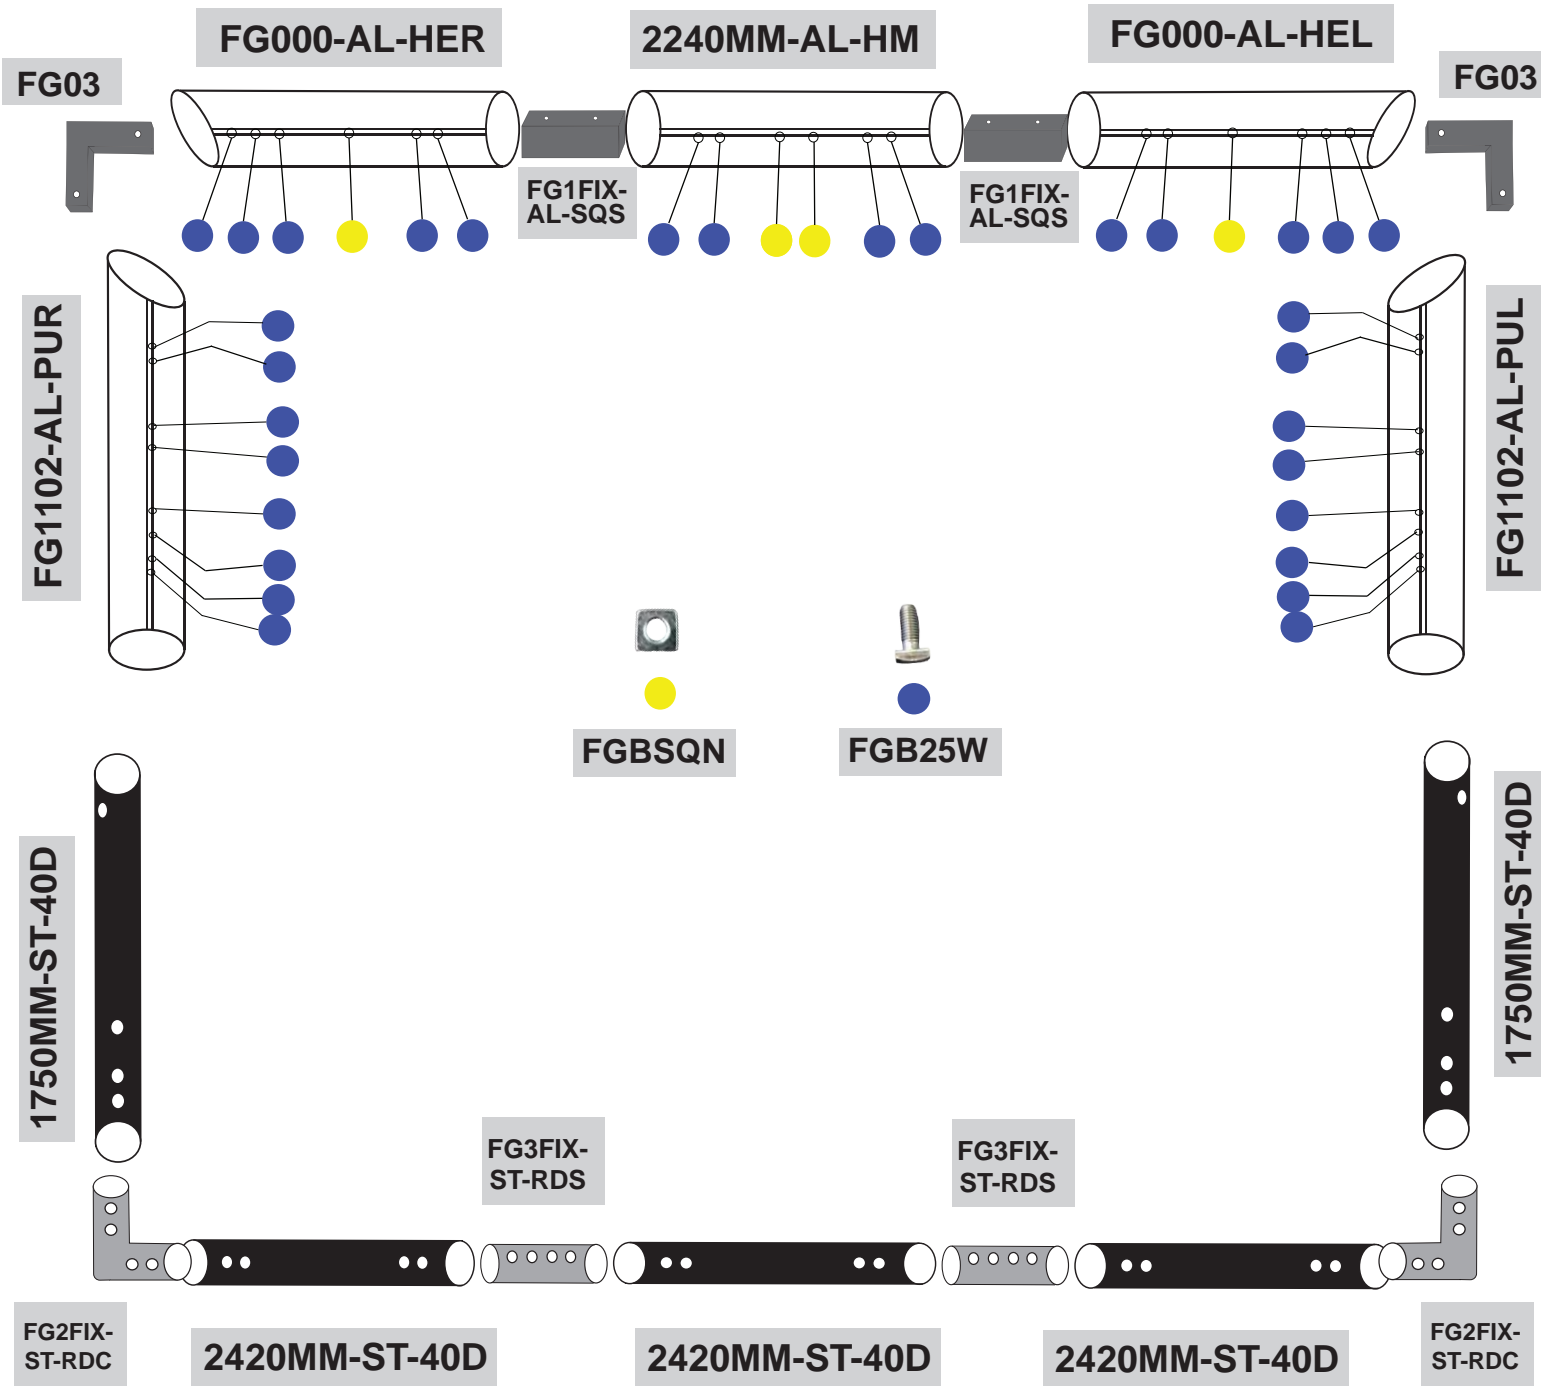 FG000-AL-HER
2240MM-AL-HM
FG000-AL-HEL
FG03
FG03
FG1FIX-
AL-SQS
FG1FIX-
AL-SQS
FG1102-AL-PUR
FG1102-AL-PUL
FGBSQN
FGB25W
1750MM-ST-40D
1750MM-ST-40D
FG3FIX-
ST-RDS
FG3FIX-
ST-RDS
FG2FIX-
ST-RDC
2420MM-ST-40D
2420MM-ST-40D
2420MM-ST-40D
FG2FIX-
ST-RDC